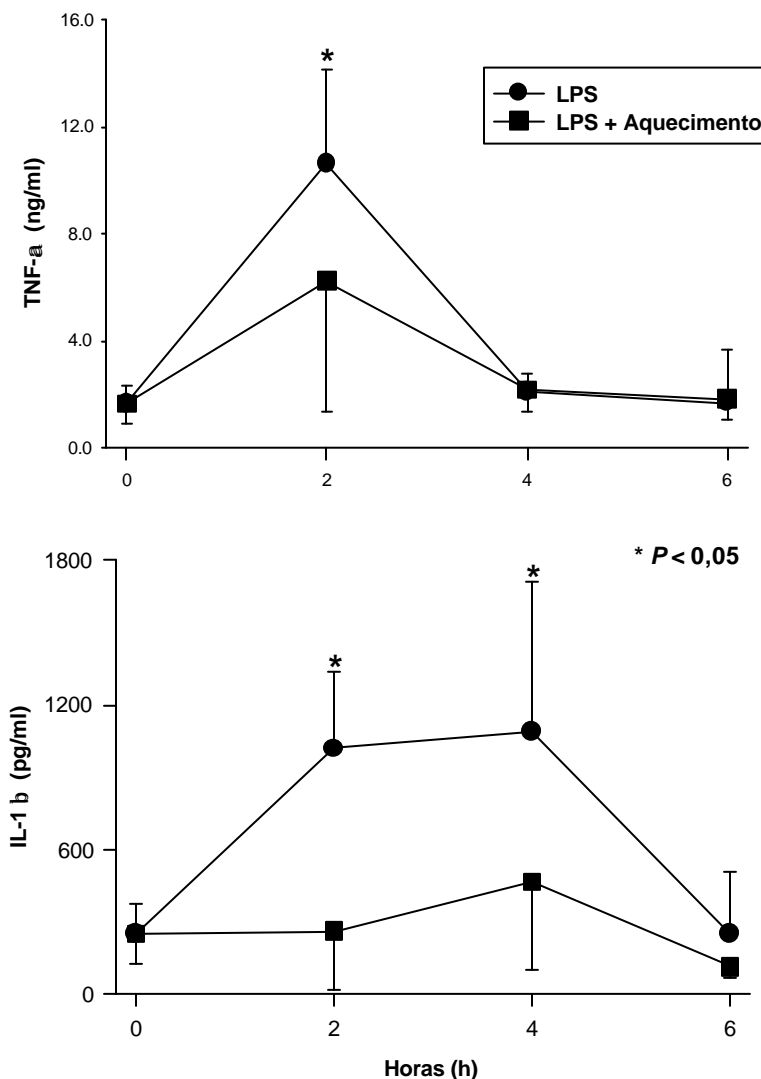 16.0
12.0
8.0
4.0
0.0
TNF-a (ng/ml)
*
LPS
LPS + Aquecimento
0 2 4 6
* P < 0,05
1800
1200
600
0
IL-1 b (pg/ml)
*
*
0 2 4 6
Horas (h)